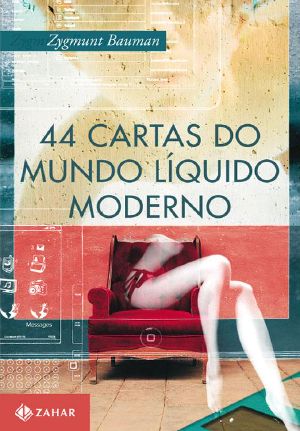 Zygmunt Bauman
44 CARTAS DO
MUNDO LÍQUIDO
MODERNO
Messages
ZAHAR